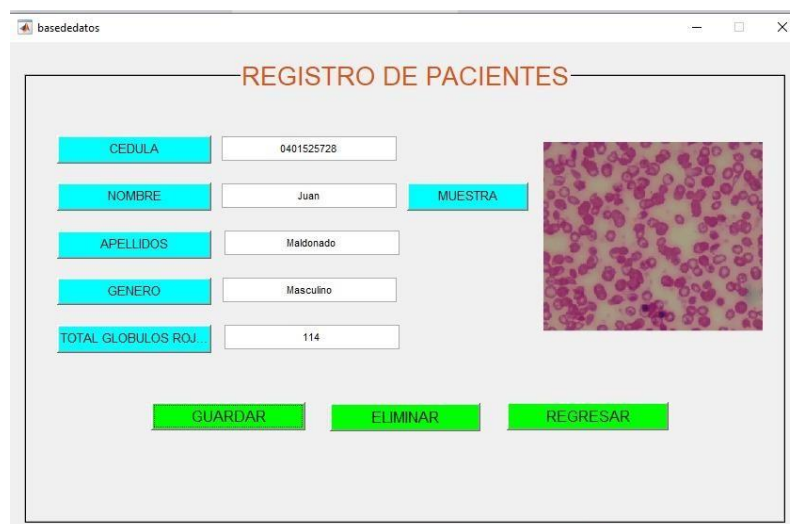 basededatos
REGISTRO DE PACIENTES
CEDULA 0401525728
NOMBRE Juan MUESTRA
APELLIDOS Maldonado
GENERO Masculino
TOTAL GLOBULOS ROJ... 114
GUARDAR ELIMINAR REGRESAR